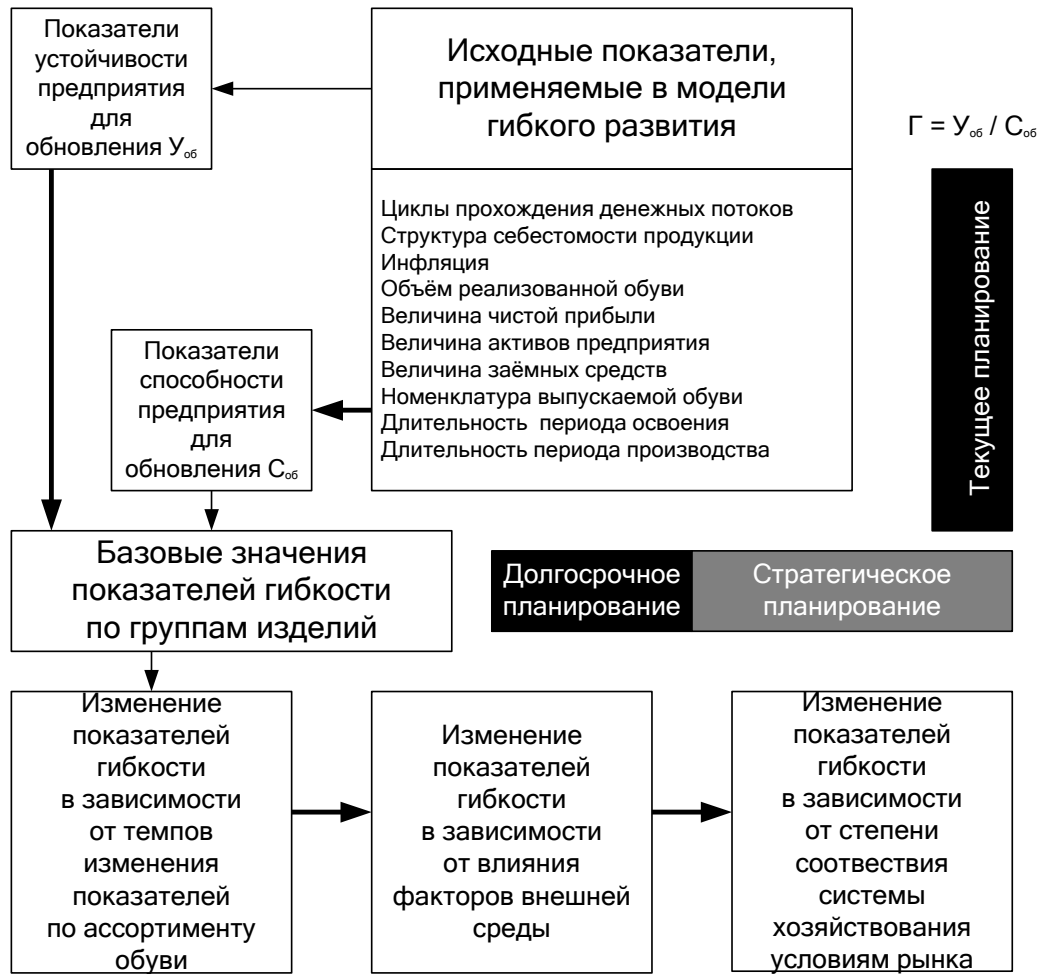 Показатели
устойчивости
предприятия
для
обновления Уоб
Исходные показатели,
применяемые в модели
гибкого развития
Г = Уоб / Соб
Циклы прохождения денежных потоков
Структура себестомости продукции
Инфляция
Объём реализованной обуви
Величина чистой прибыли
Величина активов предприятия
Величина заёмных средств
Номенклатура выпускаемой обуви
Длительность периода освоения
Длительность периода производства
Текущее планирование
Показатели
способности
предприятия
для
обновления Соб
Базовые значения
показателей гибкости
по группам изделий
Долгосрочное
планирование
Стратегическое
планирование
Изменение
показателей
гибкости
в зависимости
от темпов
изменения
показателей
по ассортименту
обуви
Изменение
показателей
гибкости
в зависимости
от влияния
факторов внешней
среды
Изменение
показателей
гибкости
в зависимости
от степени
соотвествия
системы
хозяйствования
условиям рынка